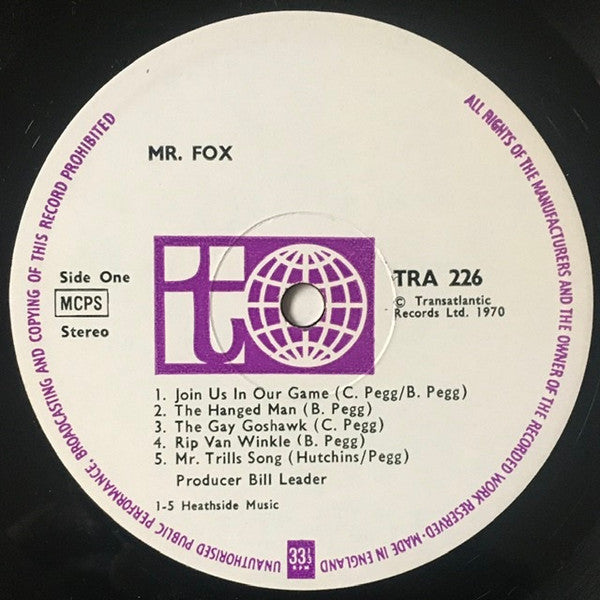 MR. FOX
Side One
MCPS
Stereo
t
TRA 226
© Transatlantic
Records Ltd. 1970
1. Join Us In Our Game (C. Pegg/B. Pegg)
2. The Hanged Man (B. Pegg)
3. The Gay Goshawk (C. Pegg)
4. Rip Van Winkle (B. Pegg)
5. Mr. Trills Song (Hutchins/Pegg)
Producer Bill Leader
1-5 Heathside Music
33⅓
RPM
ALL RIGHTS OF THE MANUFACTURERS AND THE OWNER OF THE RECORDED WORK RESERVED-MADE IN ENGLAND
UNAUTHORISED PUBLIC PERFORMANCE, BROADCASTING AND COPYING OF THIS RECORD PROHIBITED